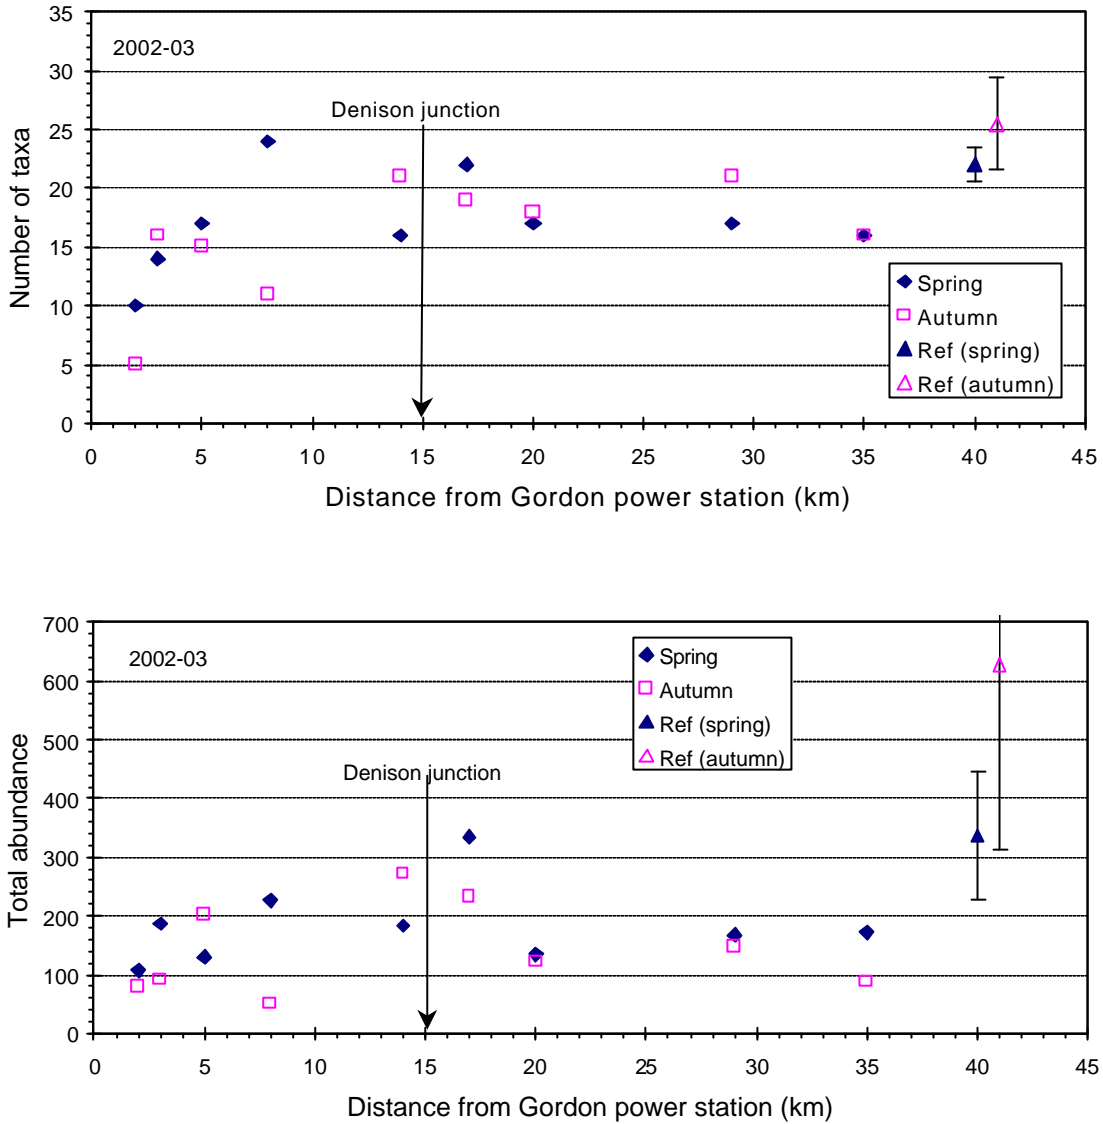 35
2002-03
30
Denison junction
25
20
15
10
5
0
Number of taxa
Spring
Autumn
Ref (spring)
Ref (autumn)
0 5 10 15 20 25 30 35 40 45
Distance from Gordon power station (km)
700
2002-03
600
500
400
300
200
100
0
Total abundance
Spring
Autumn
Ref (spring)
Ref (autumn)
Denison junction
0 5 10 15 20 25 30 35 40 45
Distance from Gordon power station (km)